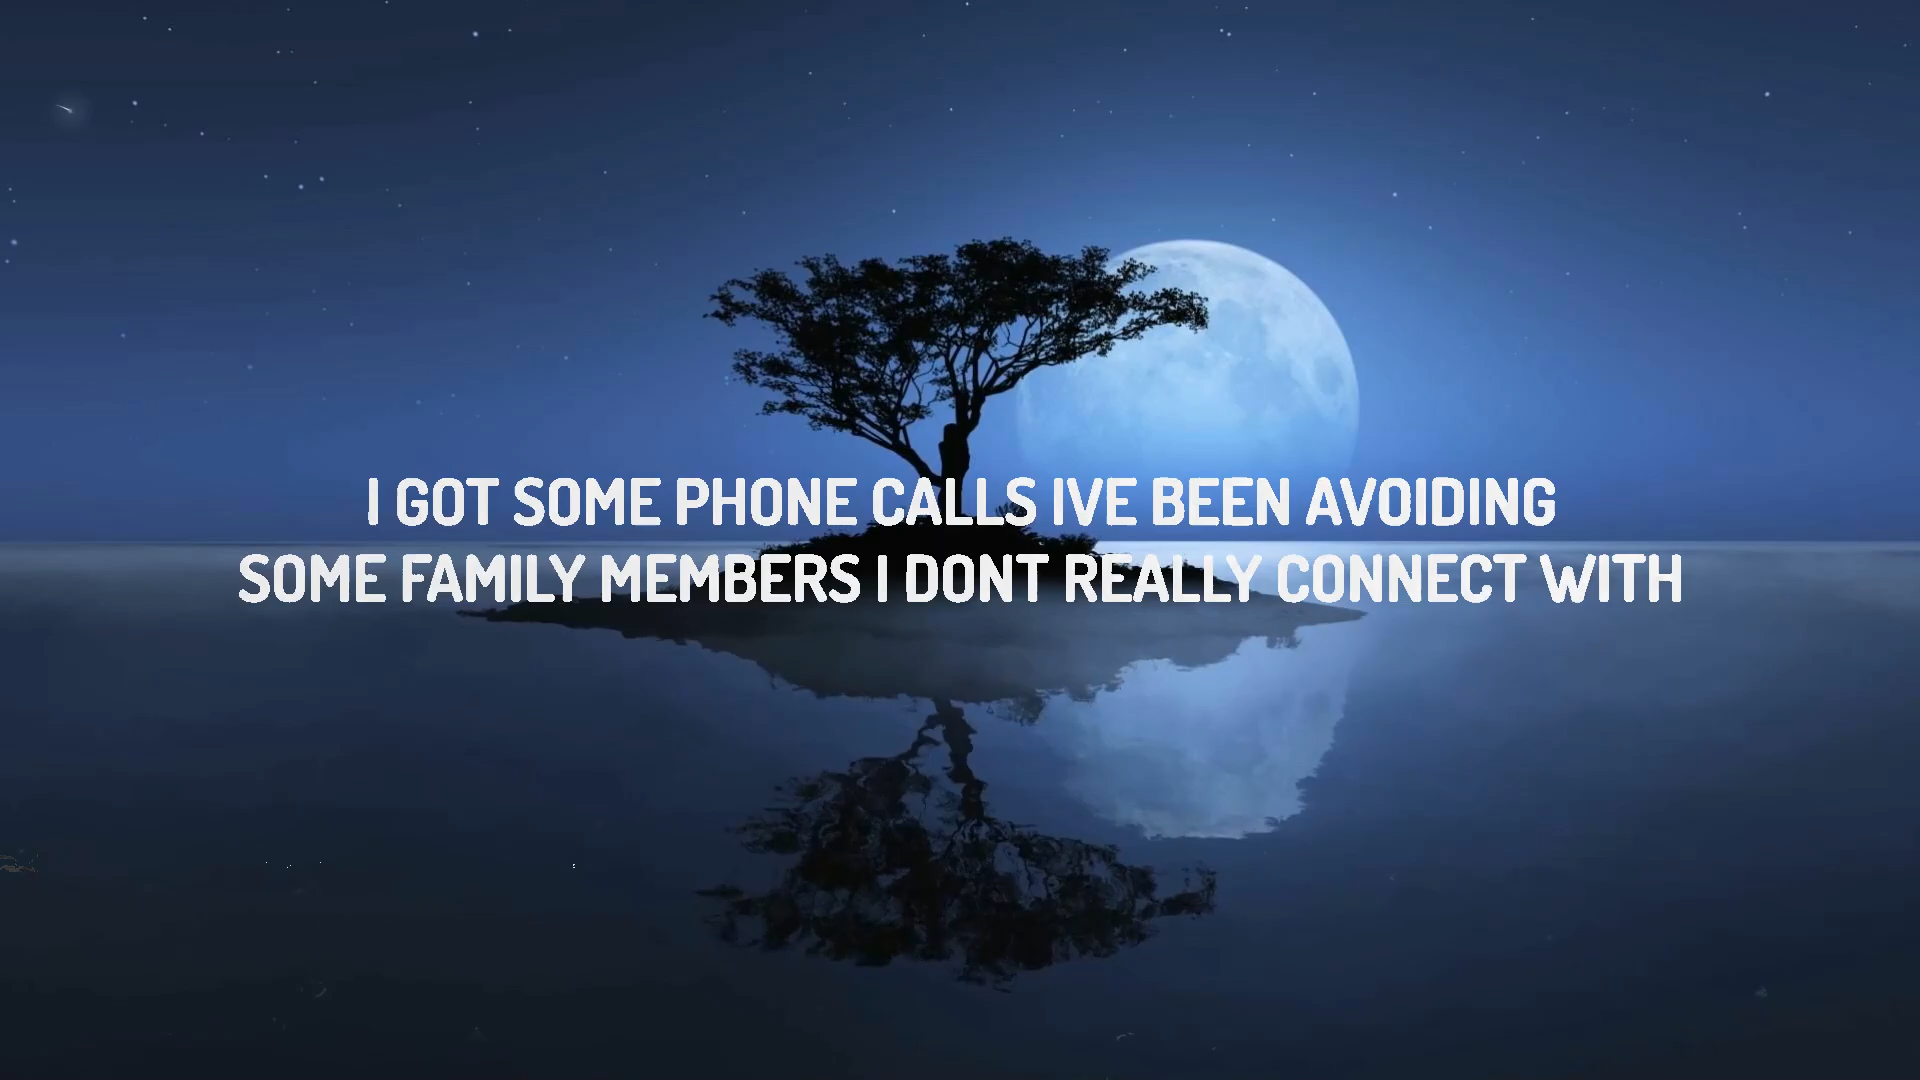 I GOT SOME PHONE CALLS IVE BEEN AVOIDING
SOME FAMILY MEMBERS I DONT REALLY CONNECT WITH